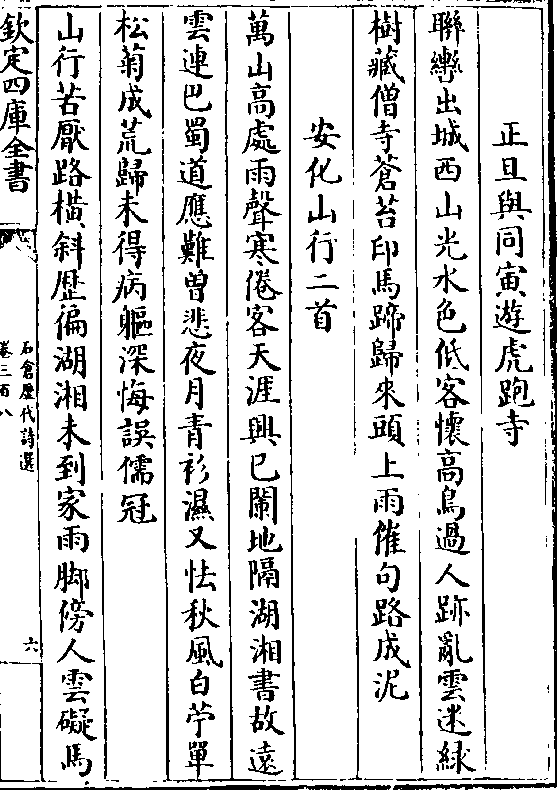 正旦與同寅遊虎跑寺
聯轡出城西山光水色低客懷高鳥過人跡亂雲迷緑
樹藏僧寺蒼苔印馬蹄歸來頭上雨催句路成泥
安化山行二首
萬山高處雨聲寒倦客天涯興已闌地隔湖湘書故遠
雲連巴蜀道應難曽悲夜月青衫濕又怯秋風白苧單
松菊成荒歸未得病軀深悔誤儒冠
山行苦厭路橫斜歴徧湖湘未到家雨脚傍人雲礙馬
欽定四庫全書
石倉歴代詩選
卷三百八
六